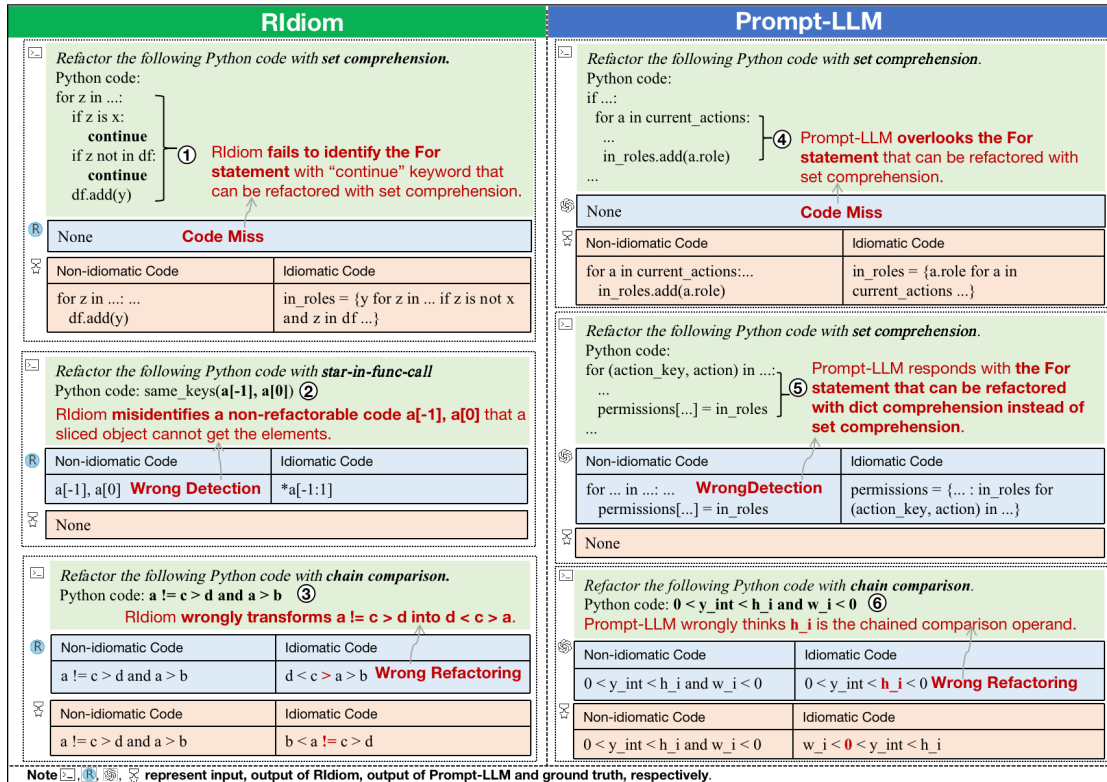 RIdiom
Refactor the following Python code with set comprehension.
Python code:
for z in ...:
if z is x:
continue
if z not in df:
continue
df.add(y)
①
RIdiom fails to identify the For
statement with “continue” keyword that
can be refactored with set comprehension.
R
None
Code Miss
Non-idiomatic Code
Idiomatic Code
for z in ...: ...
df.add(y)
in_roles = {y for z in ... if z is not x
and z in df ...}
Refactor the following Python code with star-in-func-call
Python code: same_keys(a[-1], a[0]) ②
RIdiom misidentifies a non-refactorable code a[-1], a[0] that a
sliced object cannot get the elements.
R
Non-idiomatic Code
Idiomatic Code
a[-1], a[0] Wrong Detection
*a[-1:1]
None
Refactor the following Python code with chain comparison.
Python code: a != c > d and a > b ③
RIdiom wrongly transforms a != c > d into d < c > a.
R
Non-idiomatic Code
Idiomatic Code
a != c > d and a > b
d < c > a > b Wrong Refactoring
Non-idiomatic Code
Idiomatic Code
a != c > d and a > b
b < a != c > d
Prompt-LLM
Refactor the following Python code with set comprehension.
Python code:
if ...:
for a in current_actions:
...
in_roles.add(a.role)
...
④
Prompt-LLM overlooks the For
statement that can be refactored with
set comprehension.
None
Code Miss
Non-idiomatic Code
Idiomatic Code
for a in current_actions:...
in_roles.add(a.role)
in_roles = {a.role for a in
current_actions ...}
Refactor the following Python code with set comprehension.
Python code:
for (action_key, action) in ...:
...
permissions[...] = in_roles
...
⑤
Prompt-LLM responds with the For
statement that can be refactored
with dict comprehension instead of
set comprehension.
Non-idiomatic Code
Idiomatic Code
for ... in ...: ...
permissions[...] = in_roles
WrongDetection
permissions = {... : in_roles for
(action_key, action) in ...}
None
Refactor the following Python code with chain comparison.
Python code: 0 < y_int < h_i and w_i < 0 ⑥
Prompt-LLM wrongly thinks h_i is the chained comparison operand.
Non-idiomatic Code
Idiomatic Code
0 < y_int < h_i and w_i < 0
0 < y_int < h_i < 0 Wrong Refactoring
Non-idiomatic Code
Idiomatic Code
0 < y_int < h_i and w_i < 0
w_i < 0 < y_int < h_i
Note , R, , represent input, output of RIdiom, output of Prompt-LLM and ground truth, respectively.